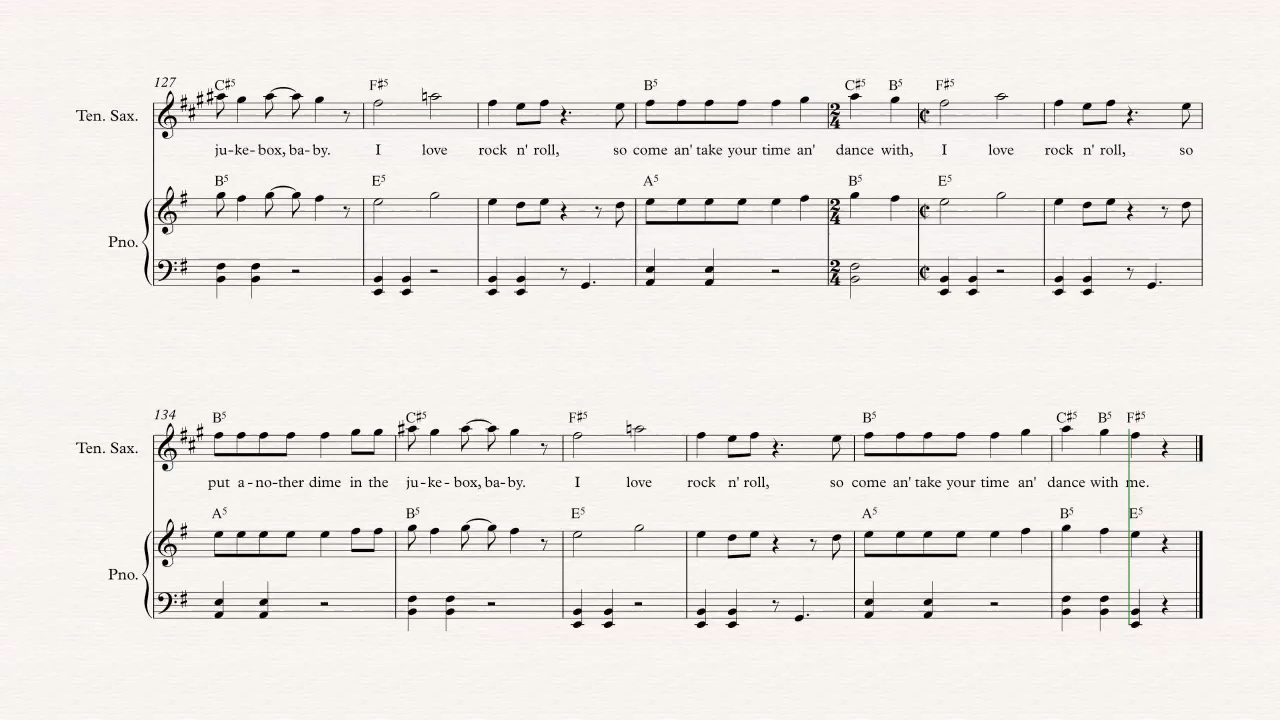 127
C♯5 F♯5 B5 C♯5 B5 F♯5
Ten. Sax.
ju-ke-box, ba-by. I love rock n' roll, so come an' take your time an' dance with, I love rock n' roll, so
B5 E5 A5 B5 E5
Pno.
134
B5 C♯5 F♯5 B5 C♯5 B5 F♯5
Ten. Sax.
put a-no-ther dime in the ju-ke-box, ba-by. I love rock n' roll, so come an' take your time an' dance with me.
A5 B5 E5 A5 B5 E5
Pno.